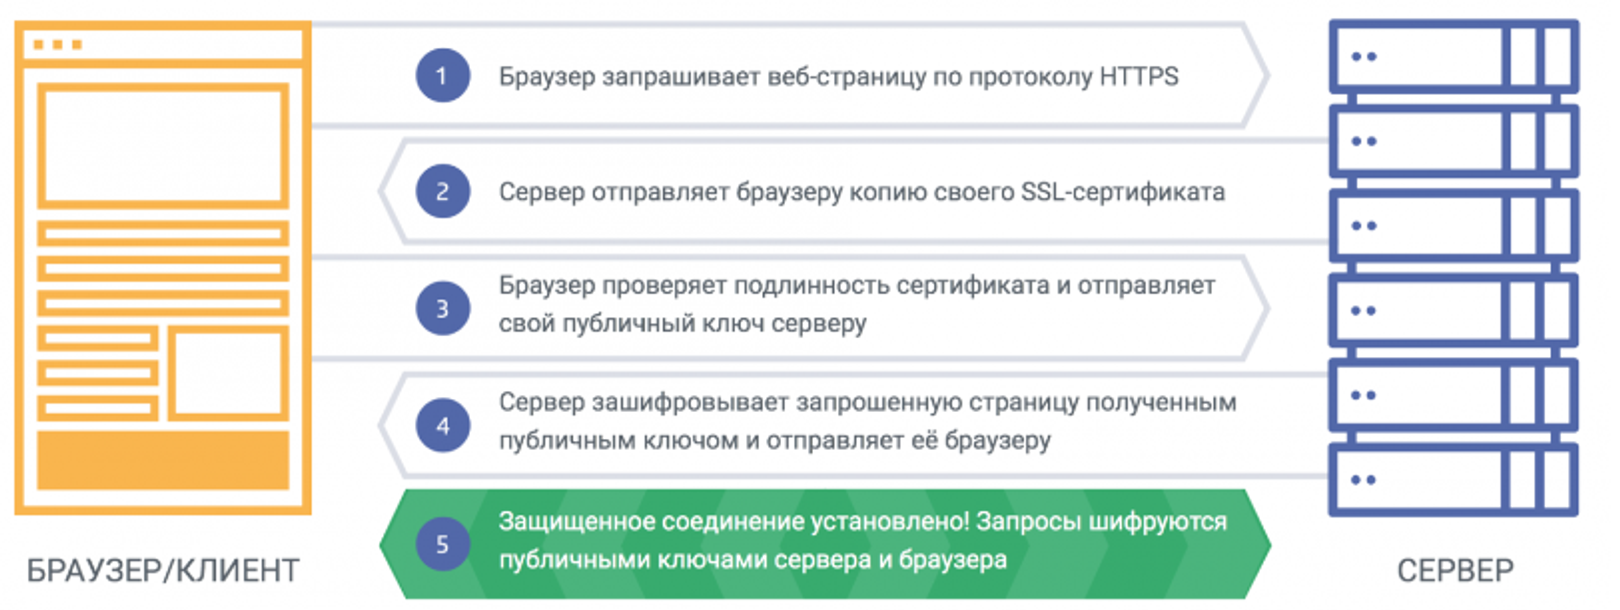 1 Браузер запрашивает веб-страницу по протоколу HTTPS
2 Сервер отправляет браузеру копию своего SSL-сертификата
3 Браузер проверяет подлинность сертификата и отправляет
свой публичный ключ серверу
4 Сервер зашифровывает запрошенную страницу полученным
публичным ключом и отправляет её браузеру
5 Защищенное соединение установлено! Запросы шифруются
публичными ключами сервера и браузера
БРАУЗЕР/КЛИЕНТ
СЕРВЕР